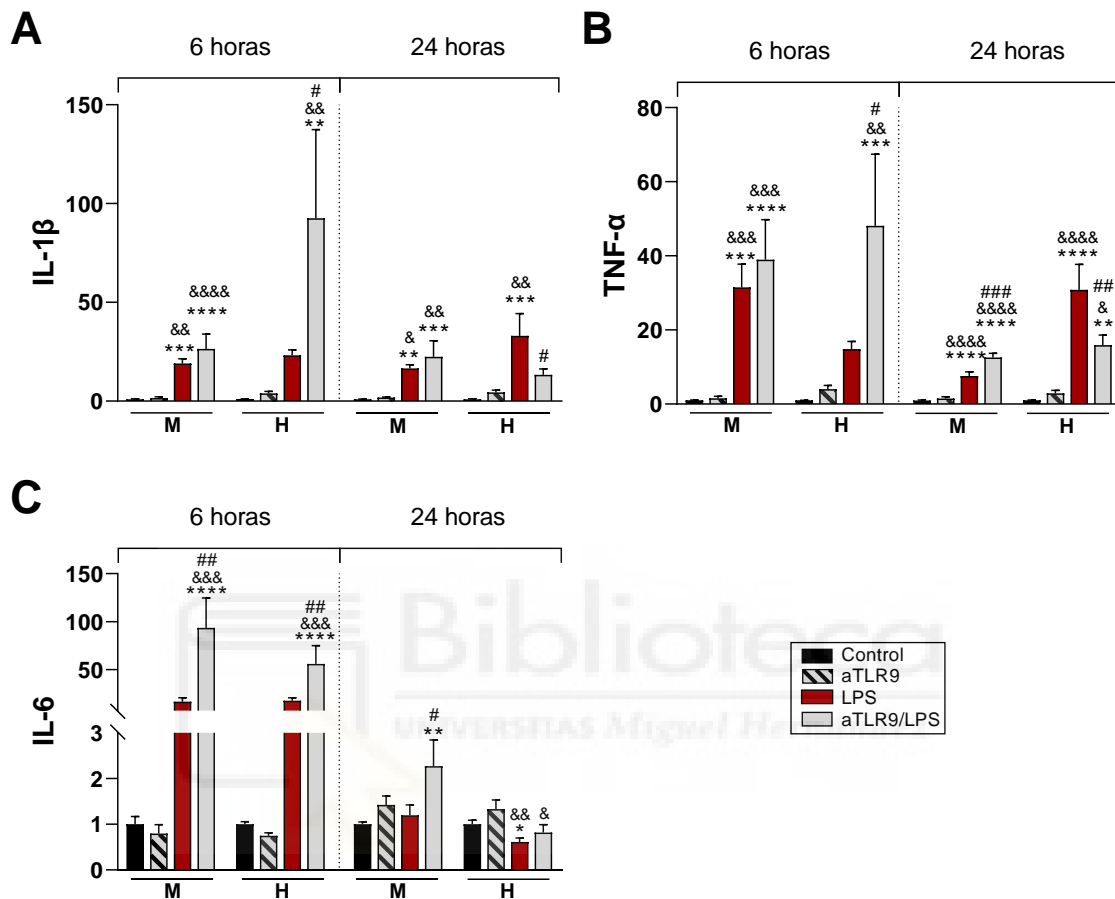 A
6 horas
24 horas
150
100
50
0
IL-1β
&&
***
&&&&
****
#
&&
**
&
**
&&
***
&&
***
#
M
H
M
H
B
6 horas
24 horas
80
60
40
20
0
TNF-α
&&&
***
&&&
****
#
&&
***
&&&&
****
###
&&&&
****
&&&&
****
##
&
**
M
H
M
H
C
6 horas
24 horas
150
100
50
3
2
1
0
IL-6
##
&&&
****
##
&&&
****
#
**
&&
*
&
M
H
M
H
Control
aTLR9
LPS
aTLR9/LPS
Biblioteca
UNIVERSITAS Miguel Hernández